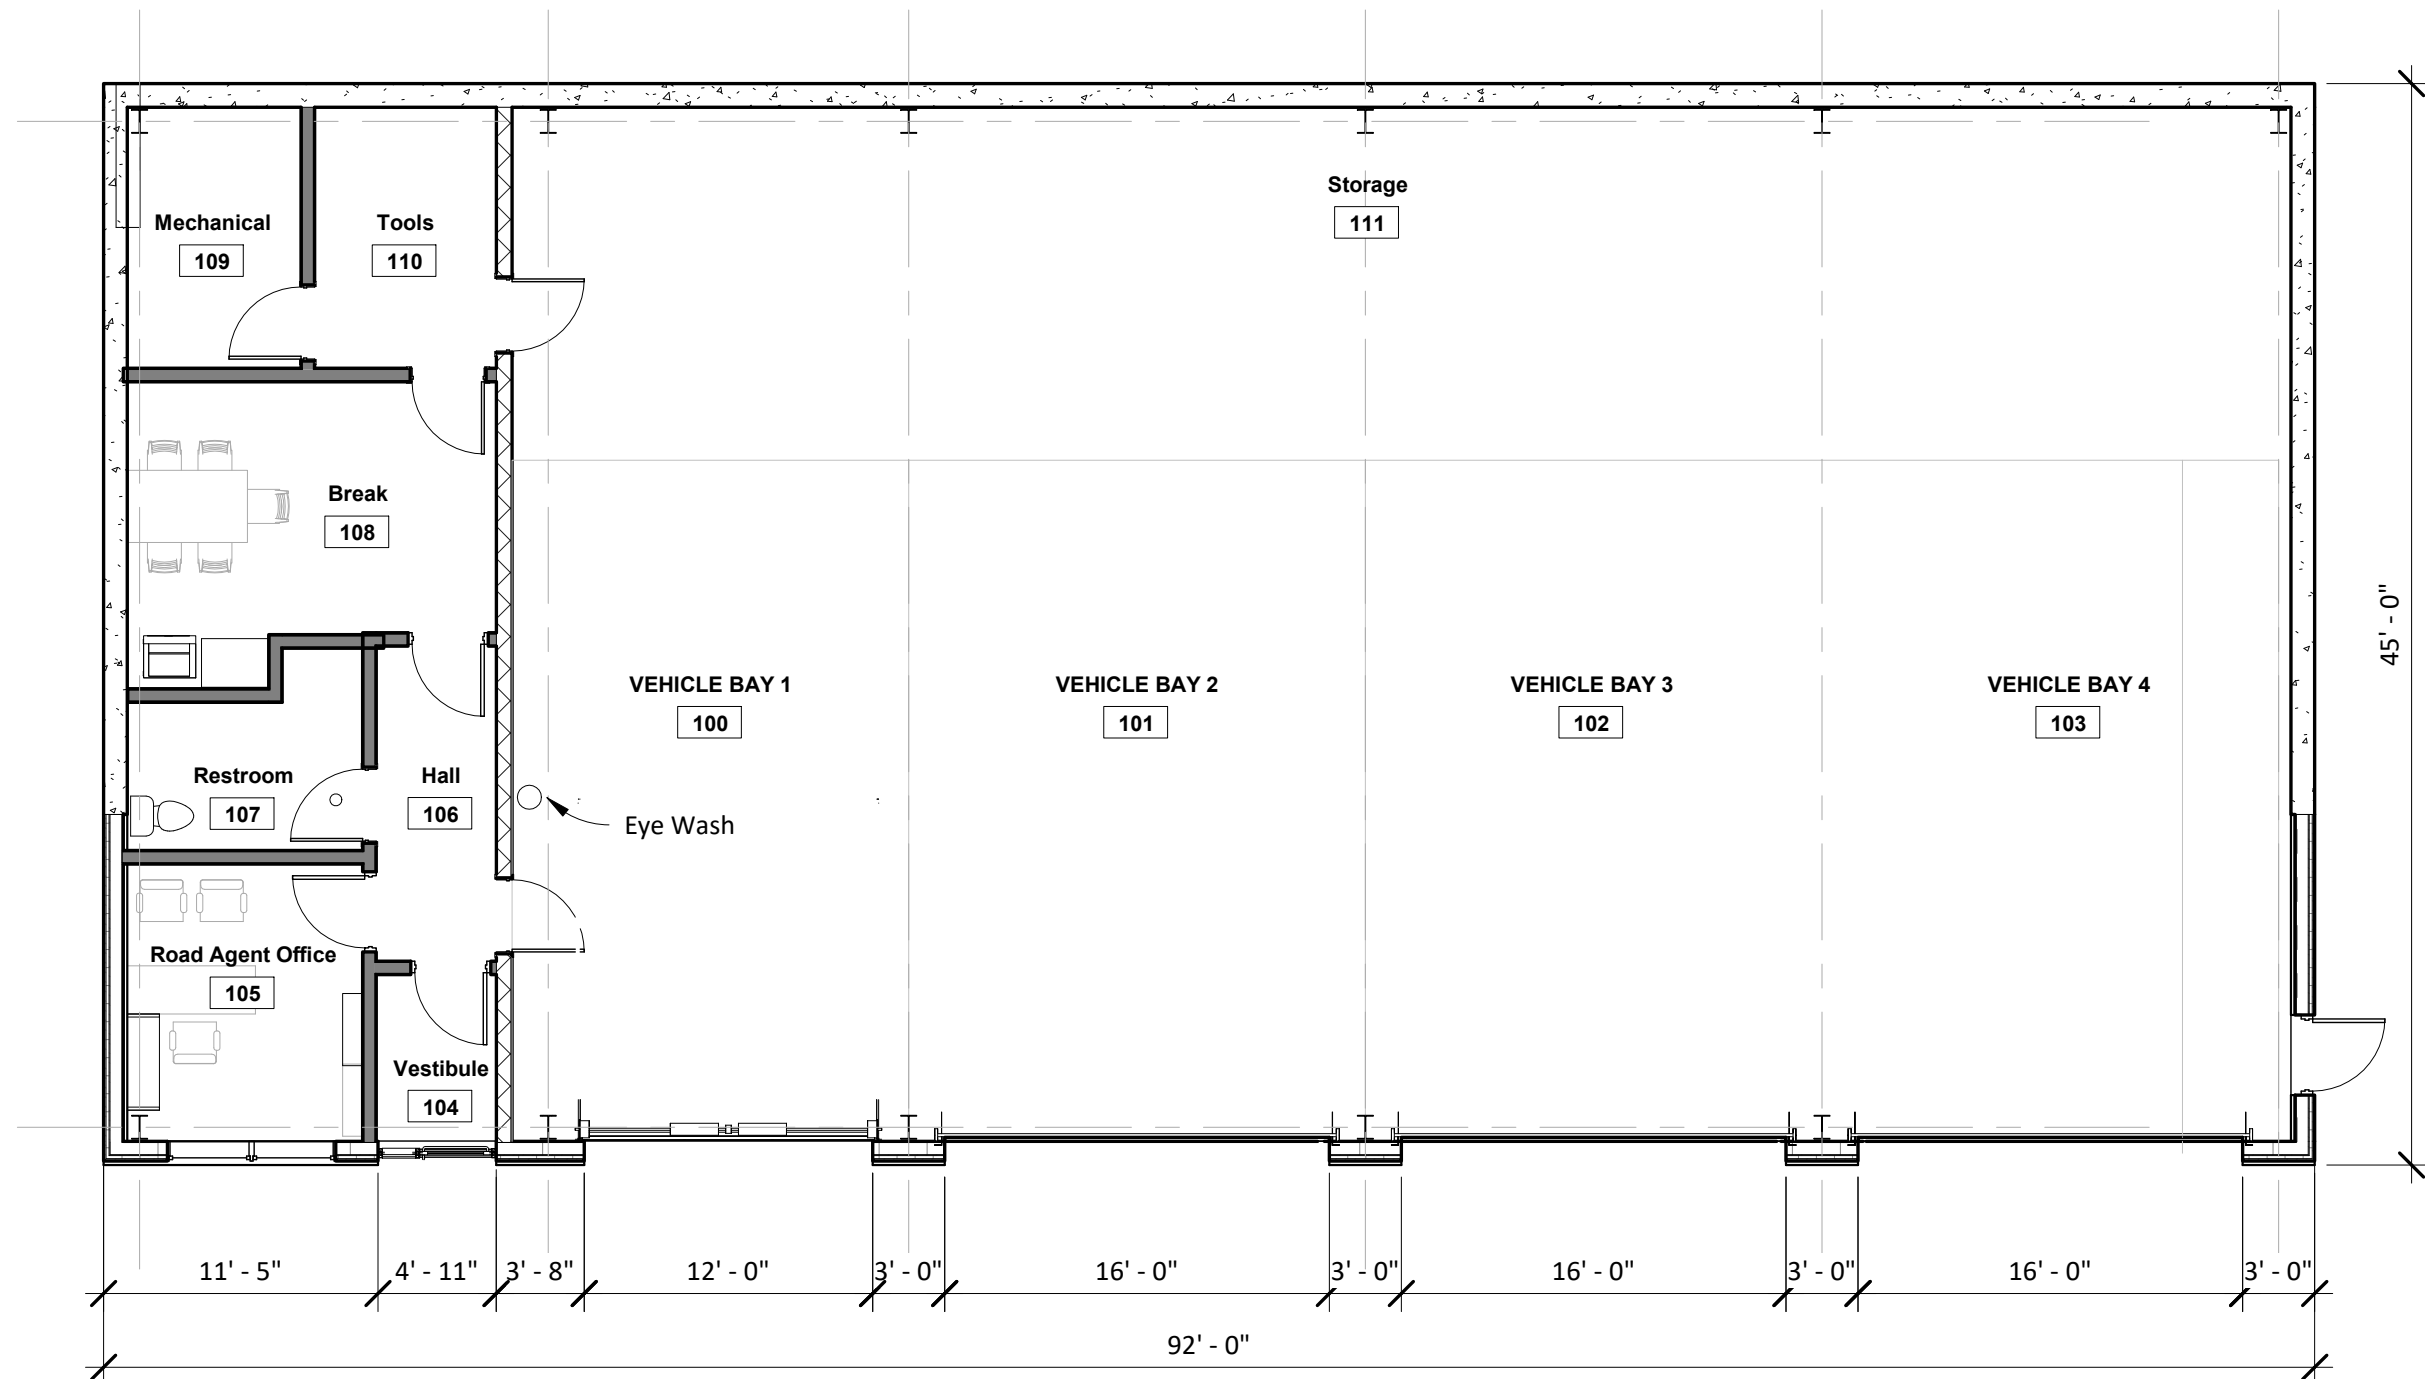 Storage
111
Mechanical
109
Tools
110
Break
108
VEHICLE BAY 1
100
VEHICLE BAY 2
101
VEHICLE BAY 3
102
VEHICLE BAY 4
103
45' - 0"
Restroom
107
Hall
106
Eye Wash
Road Agent Office
105
Vestibule
104
11' - 5"
4' - 11"
3' - 8"
12' - 0"
3' - 0"
16' - 0"
3' - 0"
16' - 0"
3' - 0"
16' - 0"
3' - 0"
92' - 0"